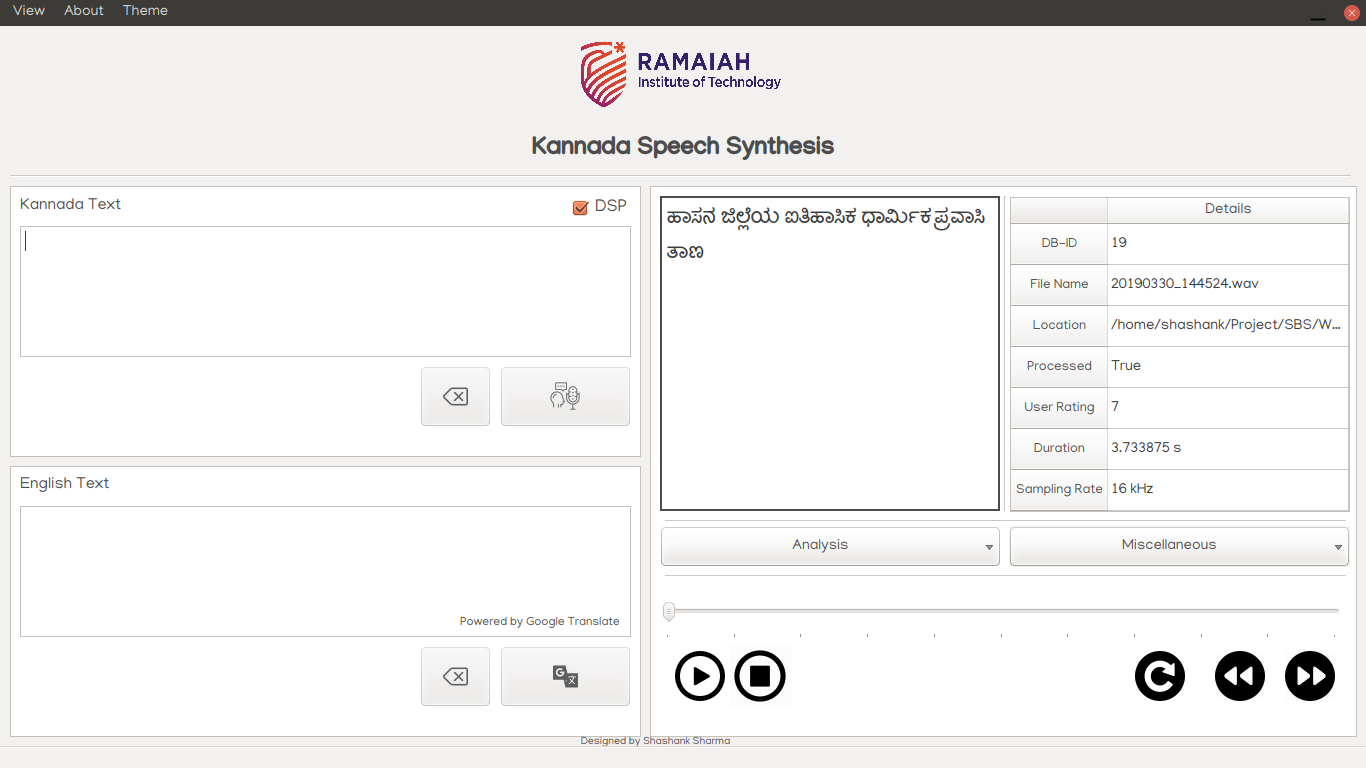 View About Theme
RAMAIAH
Institute of Technology
Kannada Speech Synthesis
Kannada Text
DSP
English Text
Powered by Google Translate
ಹಾಸನ ಜಿಲ್ಲೆಯ ಐತಿಹಾಸಿಕ ಧಾರ್ಮಿಕ ಪ್ರವಾಸಿ
ತಾಣ
Details
DB-ID 19
File Name 20190330_144524.wav
Location /home/shashank/Project/SBS/W...
Processed True
User Rating 7
Duration 3.733875 s
Sampling Rate 16 kHz
Analysis
Miscellaneous
Designed by Shashank Sharma